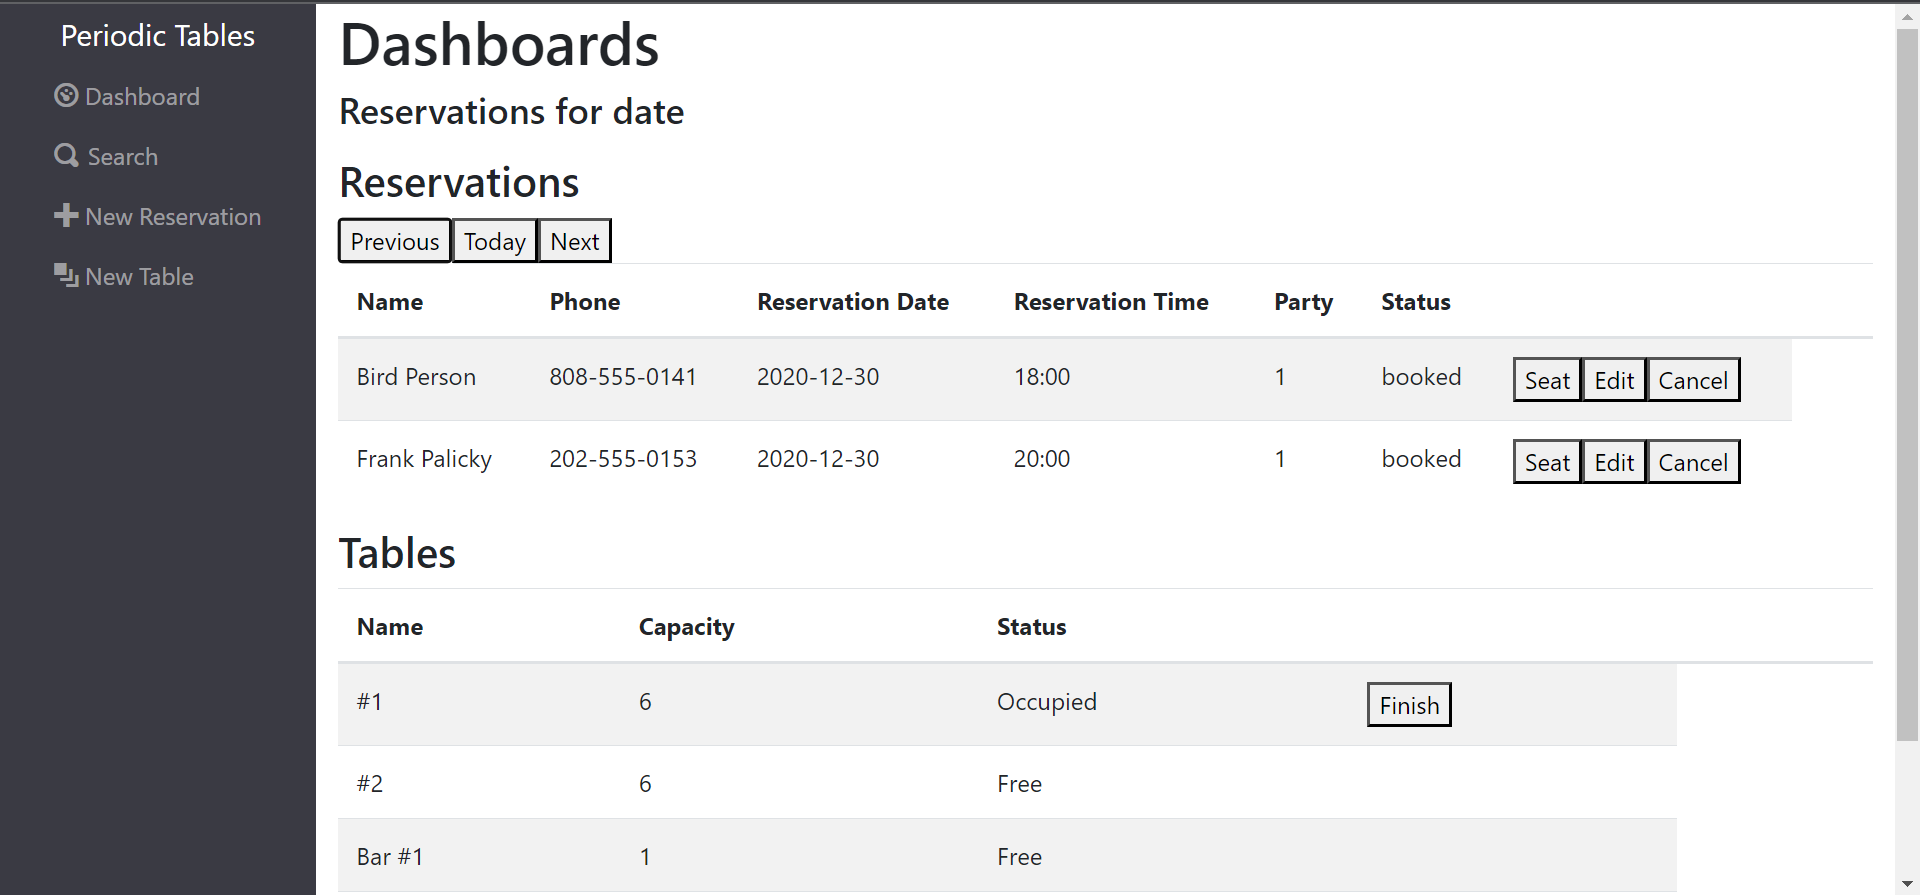 Periodic Tables
Dashboard
Search
New Reservation
New Table
Dashboards
Reservations for date
Reservations
Previous Today Next
Name Phone Reservation Date Reservation Time Party Status
Bird Person 808-555-0141 2020-12-30 18:00 1 booked Seat Edit Cancel
Frank Palicky 202-555-0153 2020-12-30 20:00 1 booked Seat Edit Cancel
Tables
Name Capacity Status
#1 6 Occupied Finish
#2 6 Free
Bar #1 1 Free